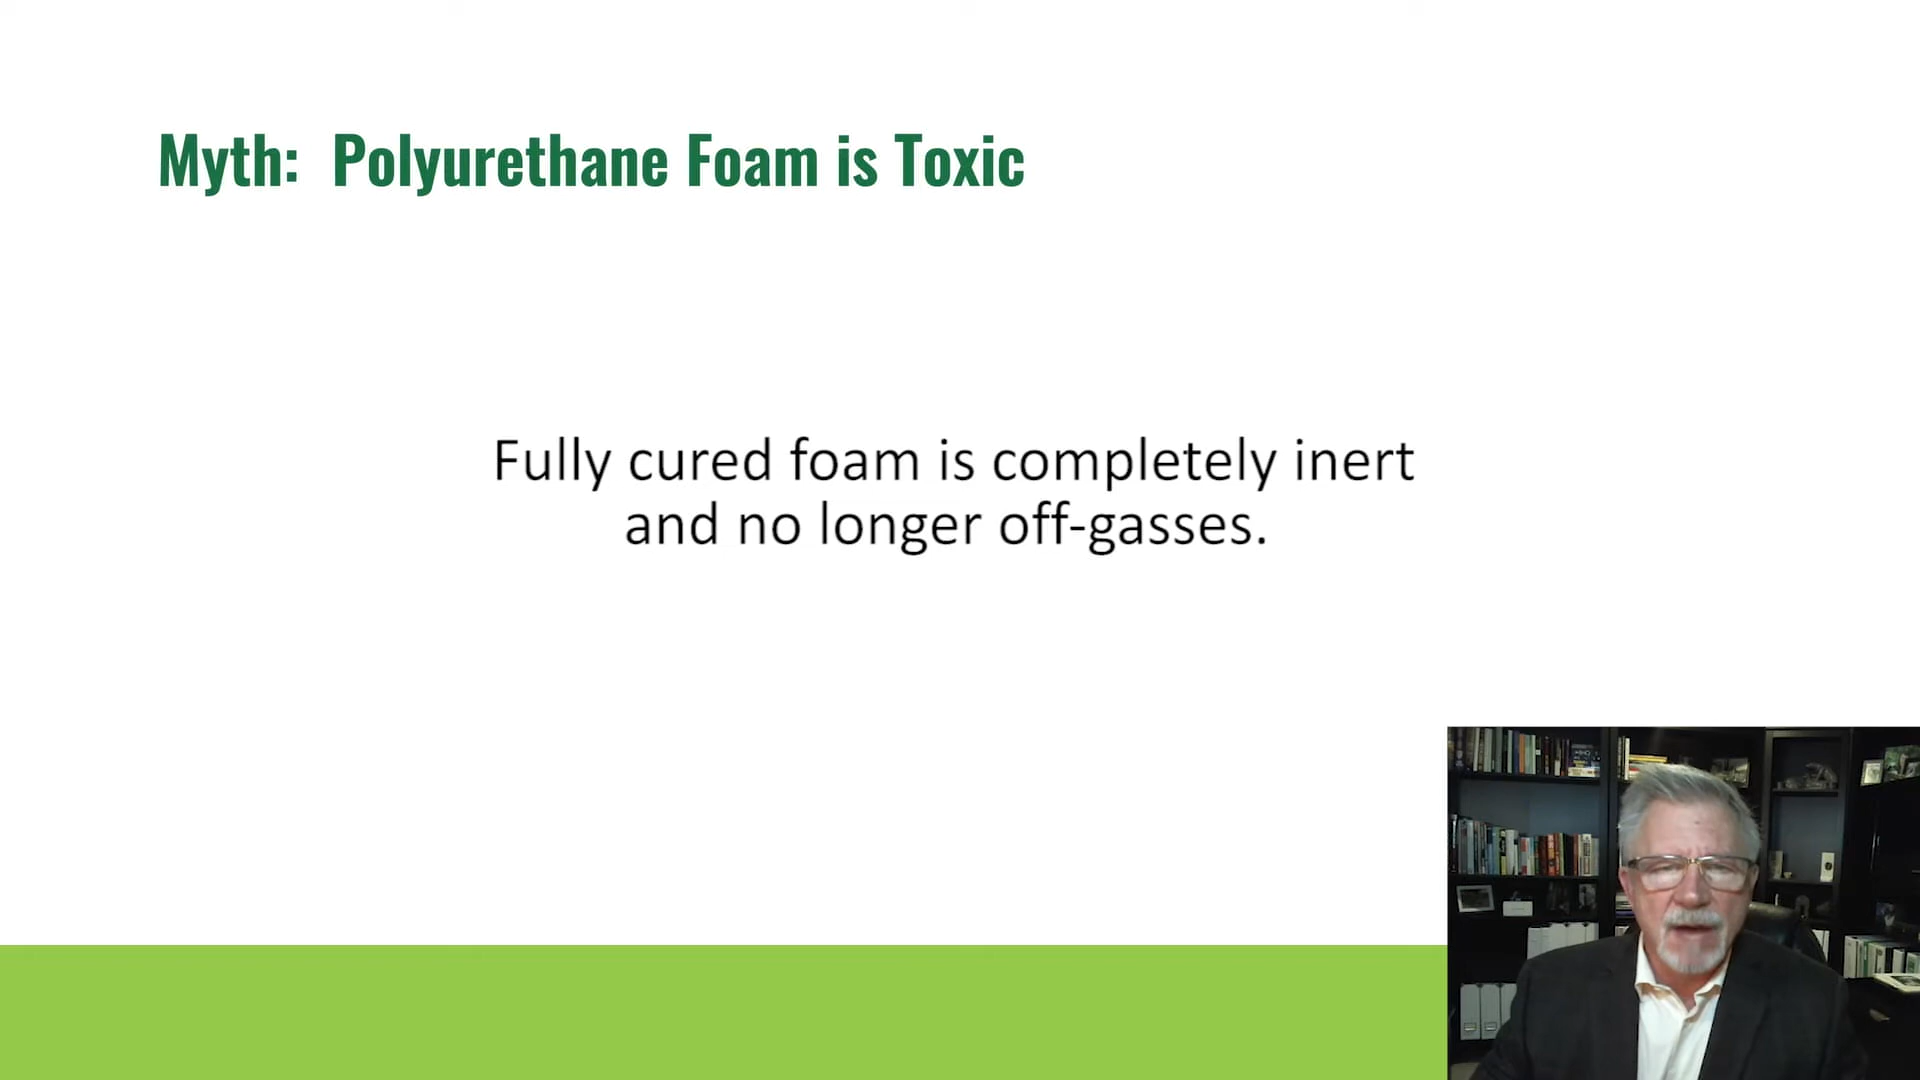 Myth: Polyurethane Foam is Toxic
Fully cured foam is completely inert
and no longer off-gasses.